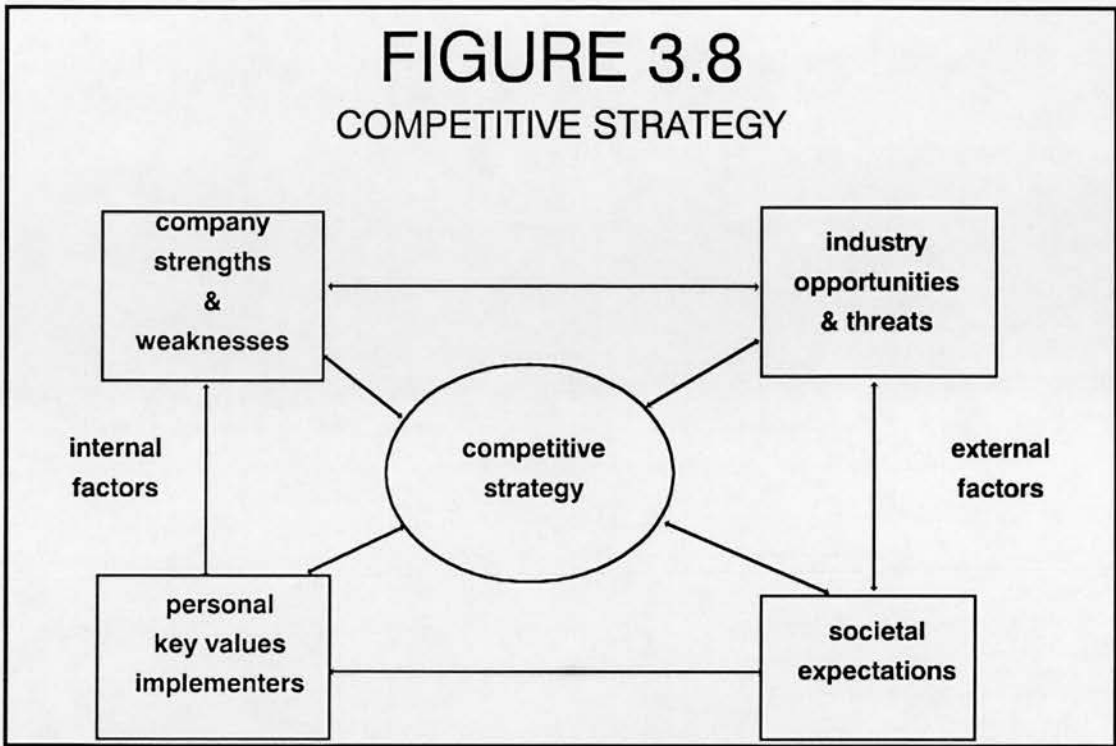 FIGURE 3.8
COMPETITIVE STRATEGY
company
strengths
&
weaknesses
industry
opportunities
& threats
internal
factors
competitive
strategy
external
factors
personal
key values
implementers
societal
expectations